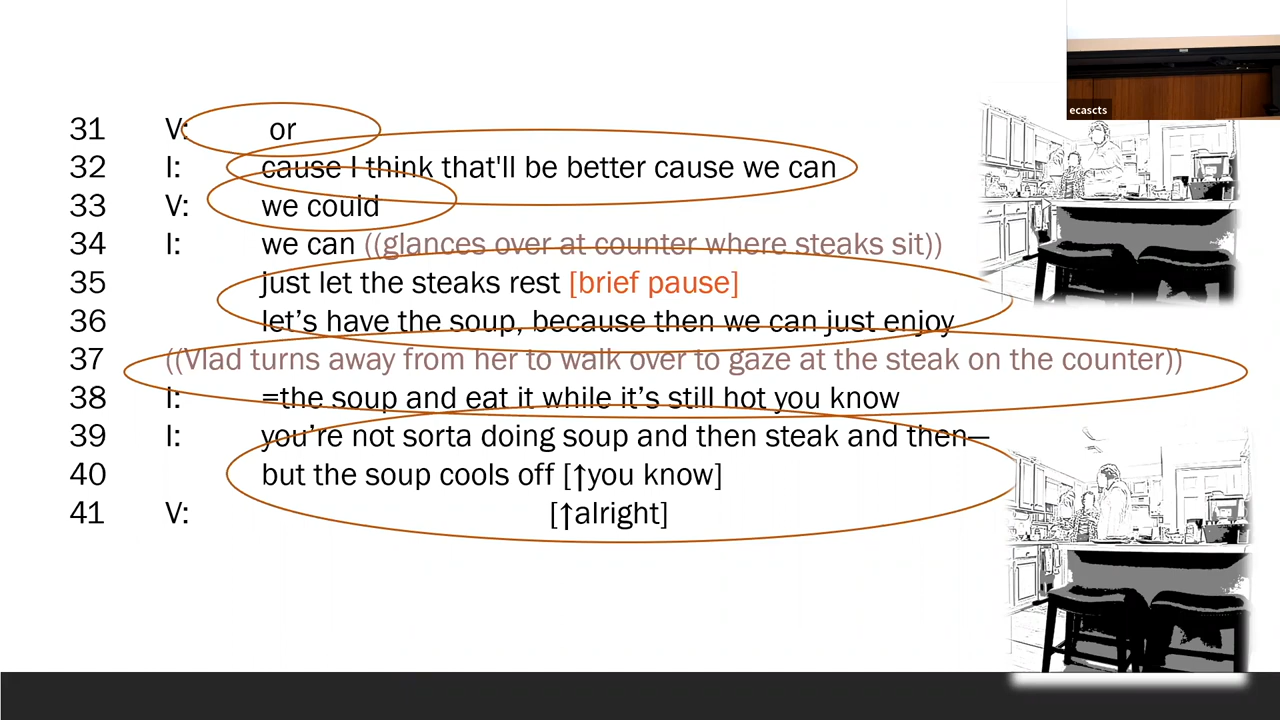 ecascts
31 V: or
32 I: cause I think that'll be better cause we can
33 V: we could
34 I: we can ((glances over at counter where steaks sit))
35 just let the steaks rest [brief pause]
36 let’s have the soup, because then we can just enjoy
37 ((Vlad turns away from her to walk over to gaze at the steak on the counter))
38 I: =the soup and eat it while it’s still hot you know
39 I: you’re not sorta doing soup and then steak and then—
40 but the soup cools off [↑you know]
41 V: [↑alright]